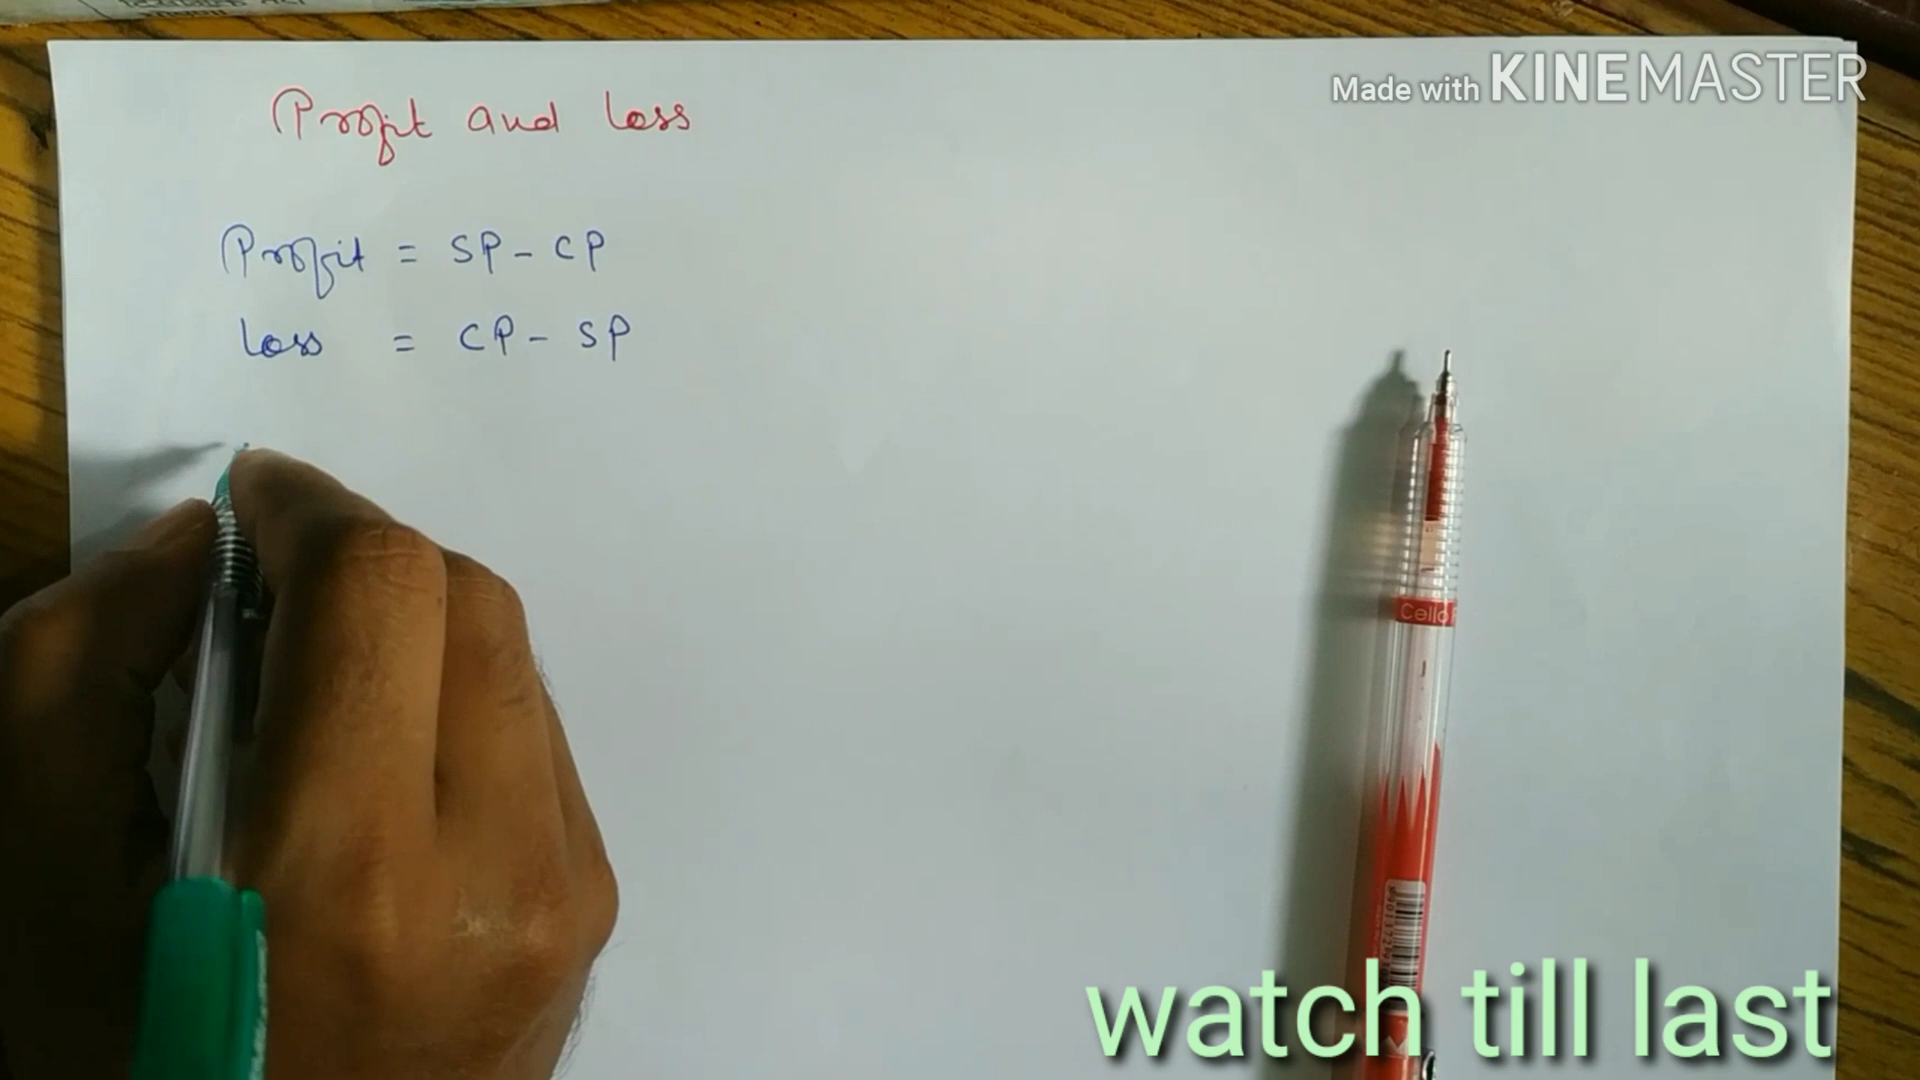 Made with KINEMASTER
Profit and loss
Profit = SP - CP
loss = CP - SP
Cello
watch till last